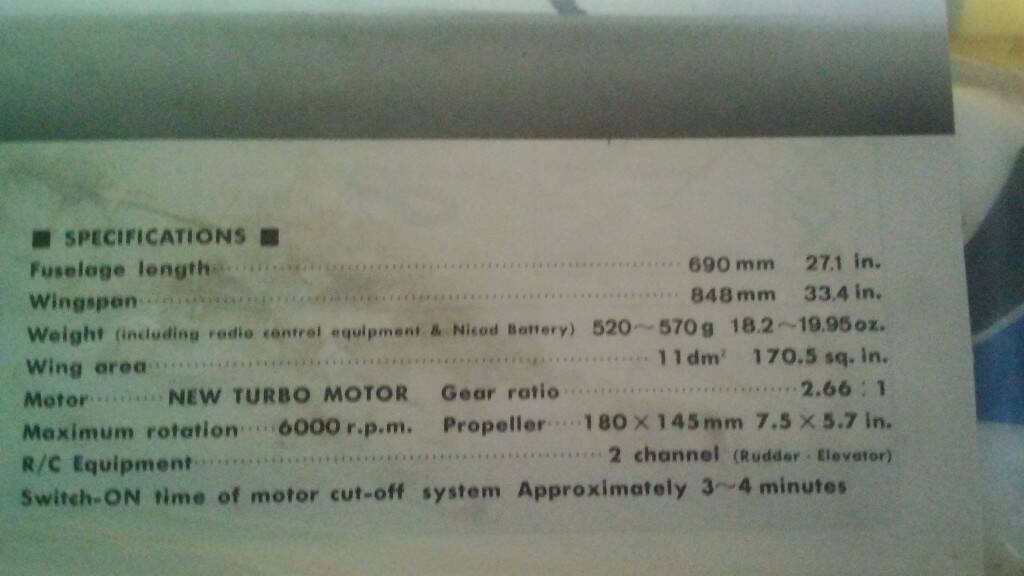 ■ SPECIFICATIONS ■
Fuselage length ········ 690 mm 27.1 in.
Wingspan ········ 848 mm 33.4 in.
Weight (including radio control equipment & Nicad Battery) 520~570 g 18.2~19.95 oz.
Wing area ········ 11 dm² 170.5 sq. in.
Motor ········ NEW TURBO MOTOR Gear ratio ········ 2.66 : 1
Maximum rotation ····· 6000 r.p.m. Propeller ····· 180 × 145 mm 7.5 × 5.7 in.
R/C Equipment ········ 2 channel (Rudder · Elevator)
Switch-ON time of motor cut-off system Approximately 3~4 minutes